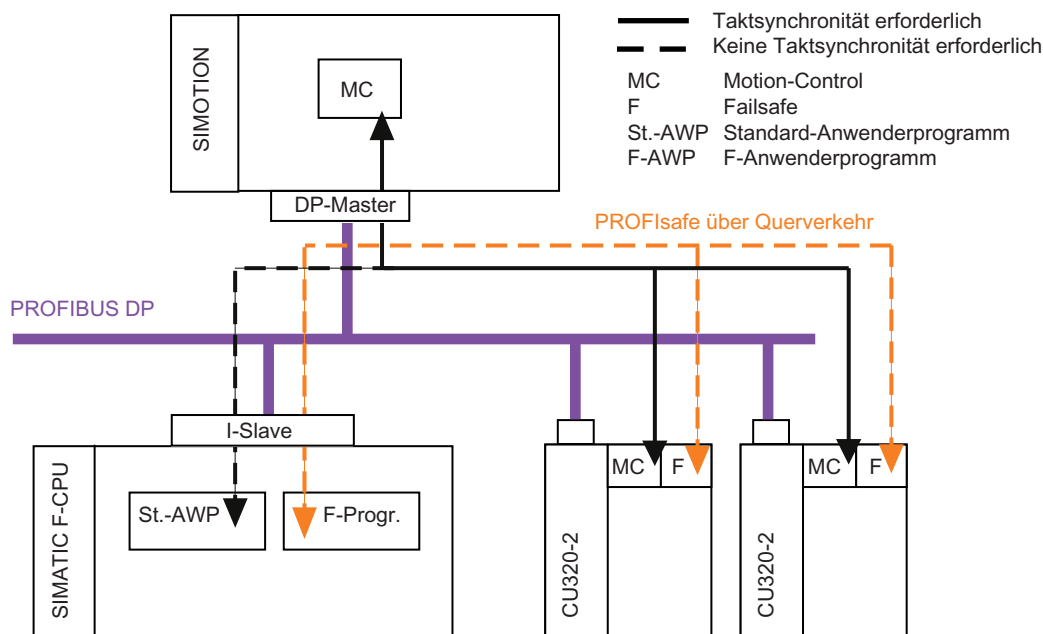 Taktsynchronität erforderlich
Keine Taktsynchronität erforderlich
MC Motion-Control
F Failsafe
St.-AWP Standard-Anwenderprogramm
F-AWP F-Anwenderprogramm
SIMOTION
MC
DP-Master
PROFIsafe über Querverkehr
PROFIBUS DP
I-Slave
SIMATIC F-CPU
St.-AWP
F-Progr.
CU320-2
MC
F
CU320-2
MC
F